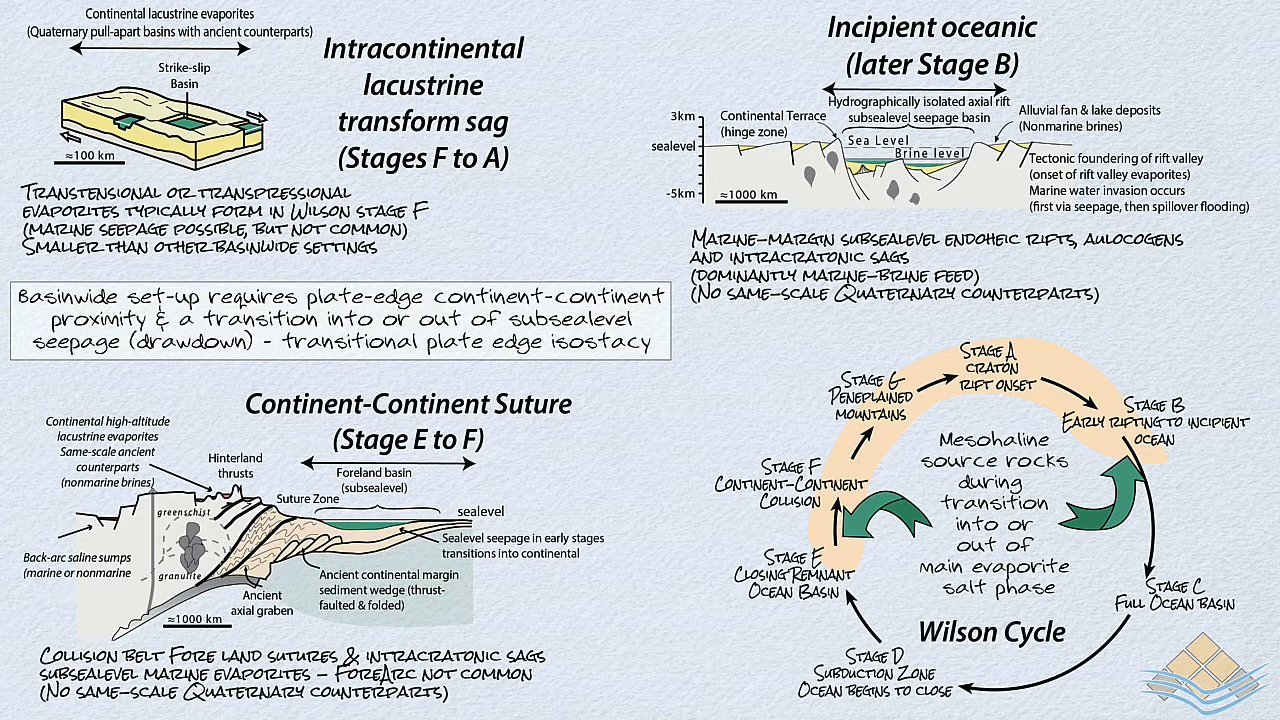 Continental lacustrine evaporites
(Quaternary pull-apart basins with ancient counterparts)
Strike-slip
Basin
≈100 km
Intracontinental
lacustrine
transform sag
(Stages F to A)
Transtensional or transpressional
evaporites typically form in Wilson stage F
(marine seepage possible, but not common)
Smaller than other basinwide settings
Incipient oceanic
(later Stage B)
Hydrographically isolated axial rift
subsealevel seepage basin
Continental Terrace
(hinge zone)
Alluvial fan & lake deposits
(Nonmarine brines)
3km
sealevel
-5km
Sea Level
Brine level
≈1000 km
Tectonic foundering of rift valley
(onset of rift valley evaporites)
Marine water invasion occurs
(first via seepage, then spillover flooding)
Marine-margin subsealevel endoheic rifts, aulocogens
and intracratonic sags
(dominantly marine-brine feed)
(No same-scale Quaternary counterparts)
Basinwide set-up requires plate-edge continent-continent
proximity & a transition into or out of subsealevel
seepage (drawdown) - transitional plate edge isostacy
Continent-Continent Suture
(Stage E to F)
Continental high-altitude
lacustrine evaporites
Same-scale ancient
counterparts
(nonmarine brines)
Hinterland
thrusts
Foreland basin
(subsealevel)
Suture Zone
sealevel
greenschist
granulite
Sealevel seepage in early stages
transitions into continental
Back-arc saline sumps
(marine or nonmarine
Ancient continental margin
sediment wedge (thrust-
faulted & folded)
Ancient
axial graben
≈1000 km
Collision belt Fore land sutures & intracratonic sags
subsealevel marine evaporites - ForeArc not common
(No same-scale Quaternary counterparts)
Stage A
craton
rift onset
Stage G
Peneplained
mountains
Stage B
Early rifting to incipient
ocean
Stage F
Continent-Continent
Collision
Mesohaline
source rocks
during
transition
into or
out of
main evaporite
salt phase
Stage E
Closing Remnant
Ocean Basin
Stage C
Full Ocean basin
Wilson Cycle
Stage D
Subduction Zone
Ocean begins to close